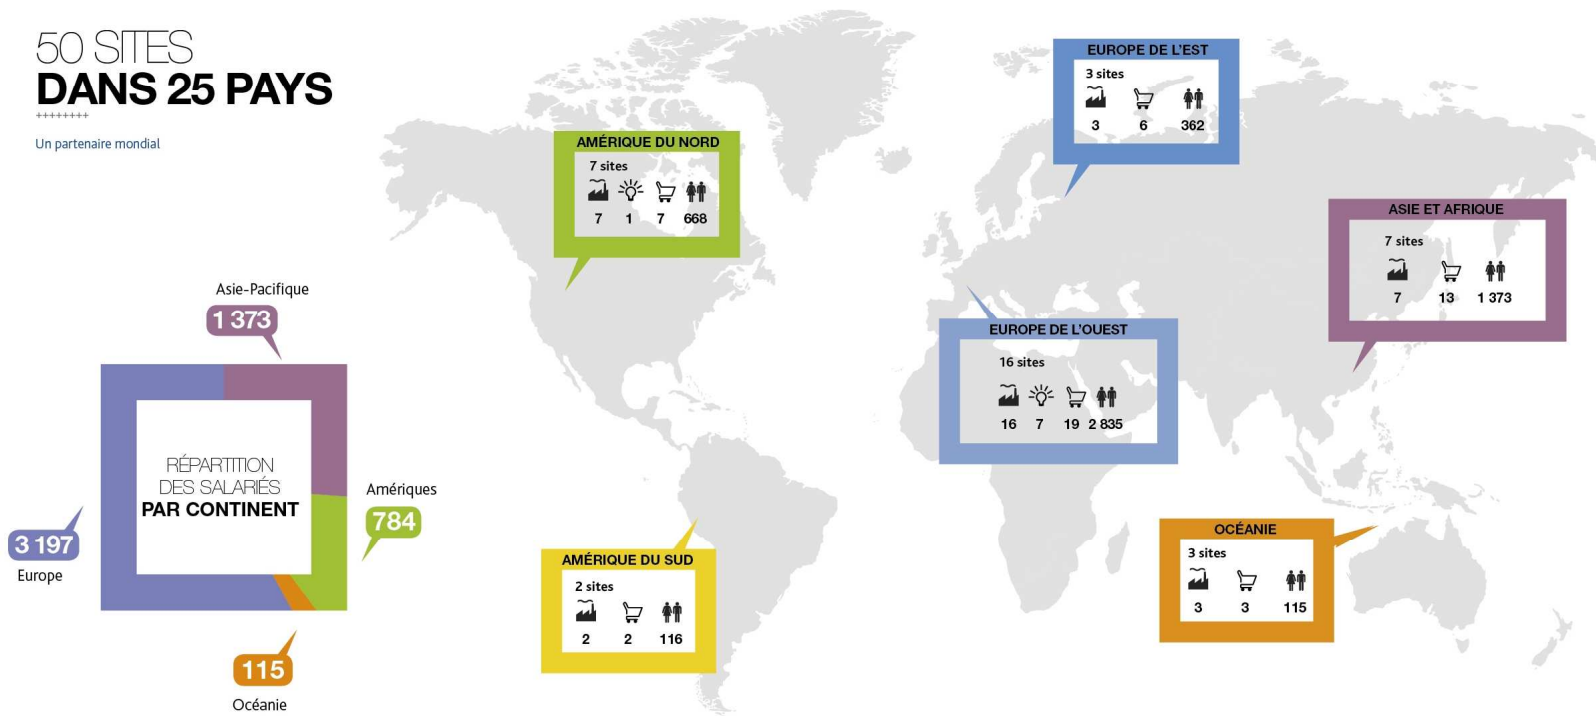 50 SITES
DANS 25 PAYS
++++++++
Un partenaire mondial
AMÉRIQUE DU NORD
7 sites
7 1 7 668
EUROPE DE L'EST
3 sites
3 6 362
ASIE ET AFRIQUE
7 sites
7 13 1 373
EUROPE DE L'OUEST
16 sites
16 7 19 2 835
AMÉRIQUE DU SUD
2 sites
2 2 116
OCÉANIE
3 sites
3 3 115
Asie-Pacifique
1 373
RÉPARTITION
DES SALARIÉS
PAR CONTINENT
Amériques
784
3 197
Europe
115
Océanie